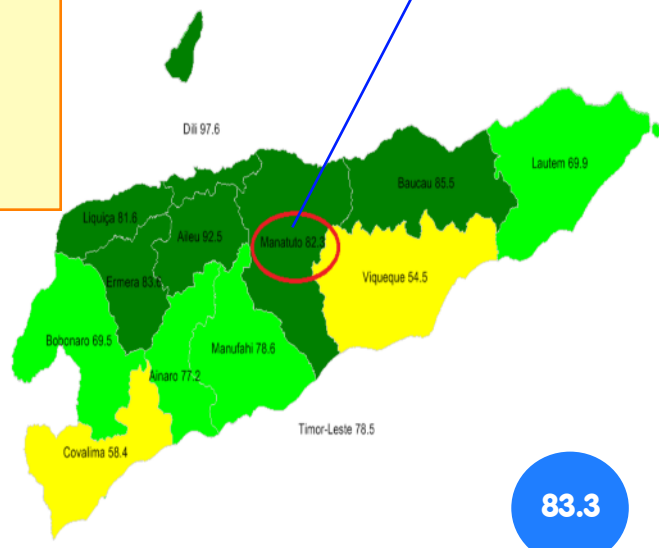 Dili 97.6
Lautem 69.9
Baucau 85.5
Liquiça 81.6
Aileu 92.5
Manatuto 82.3
Viqueque 54.5
Ermera 83.6
Bobonaro 69.5
Manufahi 78.6
Ainaro 77.2
Timor-Leste 78.5
Covalima 58.4
83.3